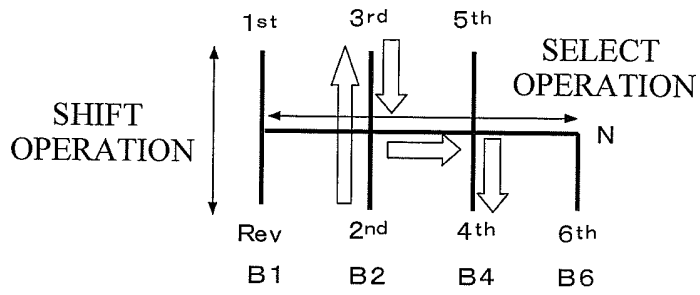 1st 3rd 5th
SELECT
OPERATION
SHIFT
OPERATION
N
Rev 2nd 4th 6th
B1 B2 B4 B6